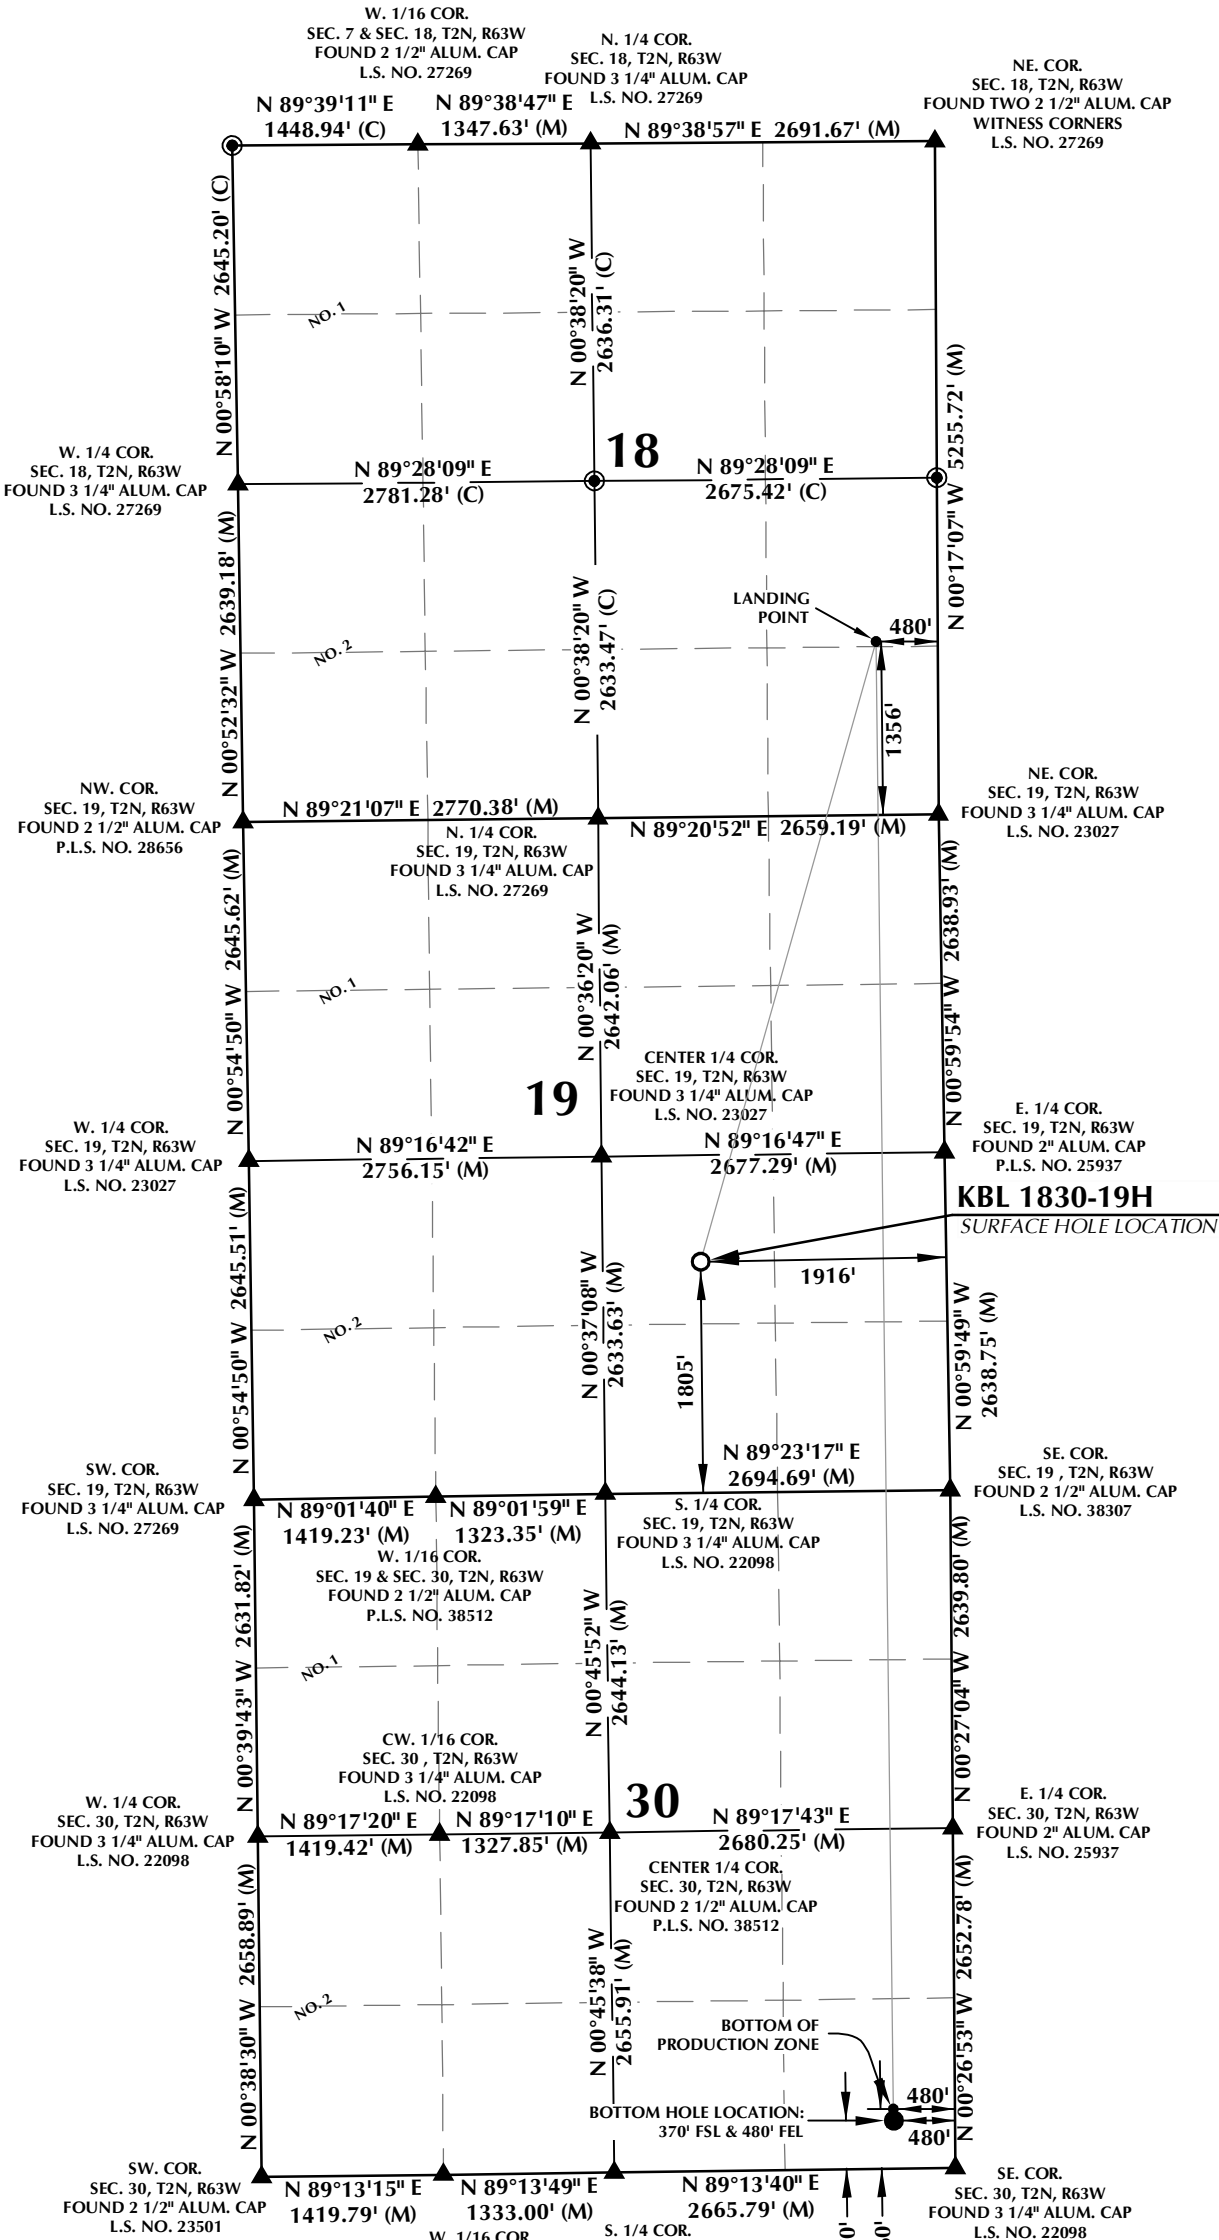 W. 1/16 COR.
SEC. 7 & SEC. 18, T2N, R63W
FOUND 2 1/2" ALUM. CAP
L.S. NO. 27269
N. 1/4 COR.
SEC. 18, T2N, R63W
FOUND 3 1/4" ALUM. CAP
L.S. NO. 27269
NE. COR.
SEC. 18, T2N, R63W
FOUND TWO 2 1/2" ALUM. CAP
WITNESS CORNERS
L.S. NO. 27269
N 89°39'11" E
1448.94' (C)
N 89°38'47" E
1347.63' (M)
N 89°38'57" E 2691.67' (M)
N 00°58'10" W 2645.20' (C)
NO. 1
N 00°38'20" W
2636.31' (C)
N 00°17'07" W 5255.72' (M)
18
W. 1/4 COR.
SEC. 18, T2N, R63W
FOUND 3 1/4" ALUM. CAP
L.S. NO. 27269
N 89°28'09" E
2781.28' (C)
N 89°28'09" E
2675.42' (C)
N 00°52'32" W 2639.18' (M)
NO. 2
N 00°38'20" W
2633.47' (C)
LANDING
POINT
480'
1356'
NW. COR.
SEC. 19, T2N, R63W
FOUND 2 1/2" ALUM. CAP
P.L.S. NO. 28656
N 89°21'07" E 2770.38' (M)
N. 1/4 COR.
SEC. 19, T2N, R63W
FOUND 3 1/4" ALUM. CAP
L.S. NO. 27269
N 89°20'52" E 2659.19' (M)
NE. COR.
SEC. 19, T2N, R63W
FOUND 3 1/4" ALUM. CAP
L.S. NO. 23027
N 00°54'50" W 2645.62' (M)
NO. 1
N 00°36'20" W
2642.06' (M)
N 00°59'54" W 2638.93' (M)
19
CENTER 1/4 COR.
SEC. 19, T2N, R63W
FOUND 3 1/4" ALUM. CAP
L.S. NO. 23027
W. 1/4 COR.
SEC. 19, T2N, R63W
FOUND 3 1/4" ALUM. CAP
L.S. NO. 23027
N 89°16'42" E
2756.15' (M)
N 89°16'47" E
2677.29' (M)
E. 1/4 COR.
SEC. 19, T2N, R63W
FOUND 2" ALUM. CAP
P.L.S. NO. 25937
KBL 1830-19H
SURFACE HOLE LOCATION
1916'
1805'
N 00°54'50" W 2645.51' (M)
NO. 2
N 00°37'08" W
2633.63' (M)
N 00°59'49" W
2638.75' (M)
SW. COR.
SEC. 19, T2N, R63W
FOUND 3 1/4" ALUM. CAP
L.S. NO. 27269
N 89°01'40" E
1419.23' (M)
N 89°01'59" E
1323.35' (M)
N 89°23'17" E
2694.69' (M)
SE. COR.
SEC. 19 , T2N, R63W
FOUND 2 1/2" ALUM. CAP
L.S. NO. 38307
S. 1/4 COR.
SEC. 19, T2N, R63W
FOUND 3 1/4" ALUM. CAP
L.S. NO. 22098
W. 1/16 COR.
SEC. 19 & SEC. 30, T2N, R63W
FOUND 2 1/2" ALUM. CAP
P.L.S. NO. 38512
N 00°39'43" W 2631.82' (M)
NO. 1
N 00°45'52" W
2644.13' (M)
N 00°27'04" W 2639.80' (M)
CW. 1/16 COR.
SEC. 30 , T2N, R63W
FOUND 3 1/4" ALUM. CAP
L.S. NO. 22098
30
W. 1/4 COR.
SEC. 30, T2N, R63W
FOUND 3 1/4" ALUM. CAP
L.S. NO. 22098
N 89°17'20" E
1419.42' (M)
N 89°17'10" E
1327.85' (M)
N 89°17'43" E
2680.25' (M)
E. 1/4 COR.
SEC. 30, T2N, R63W
FOUND 2" ALUM. CAP
L.S. NO. 25937
CENTER 1/4 COR.
SEC. 30, T2N, R63W
FOUND 2 1/2" ALUM. CAP
P.L.S. NO. 38512
N 00°38'30" W 2658.89' (M)
NO. 2
N 00°45'38" W
2655.91' (M)
N 00°26'53" W 2652.78' (M)
BOTTOM OF
PRODUCTION ZONE
480'
BOTTOM HOLE LOCATION:
370' FSL & 480' FEL
480'
SW. COR.
SEC. 30, T2N, R63W
FOUND 2 1/2" ALUM. CAP
L.S. NO. 23501
N 89°13'15" E
1419.79' (M)
N 89°13'49" E
1333.00' (M)
N 89°13'40" E
2665.79' (M)
SE. COR.
SEC. 30, T2N, R63W
FOUND 3 1/4" ALUM. CAP
L.S. NO. 22098
W. 1/16 COR.
S. 1/4 COR.